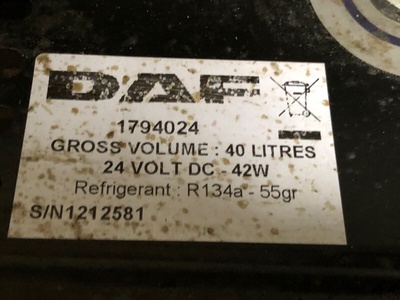 DAF
1794024
GROSS VOLUME : 40 LITRES
24 VOLT DC - 42W
Refrigerant : R134a - 55gr
S/N1212581